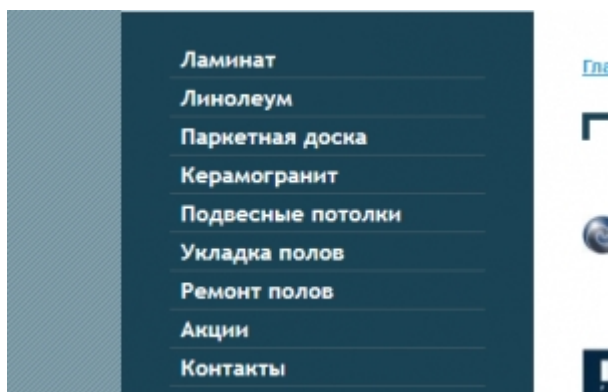 Ламинат
Линолеум
Паркетная доска
Керамогранит
Подвесные потолки
Укладка полов
Ремонт полов
Акции
Контакты